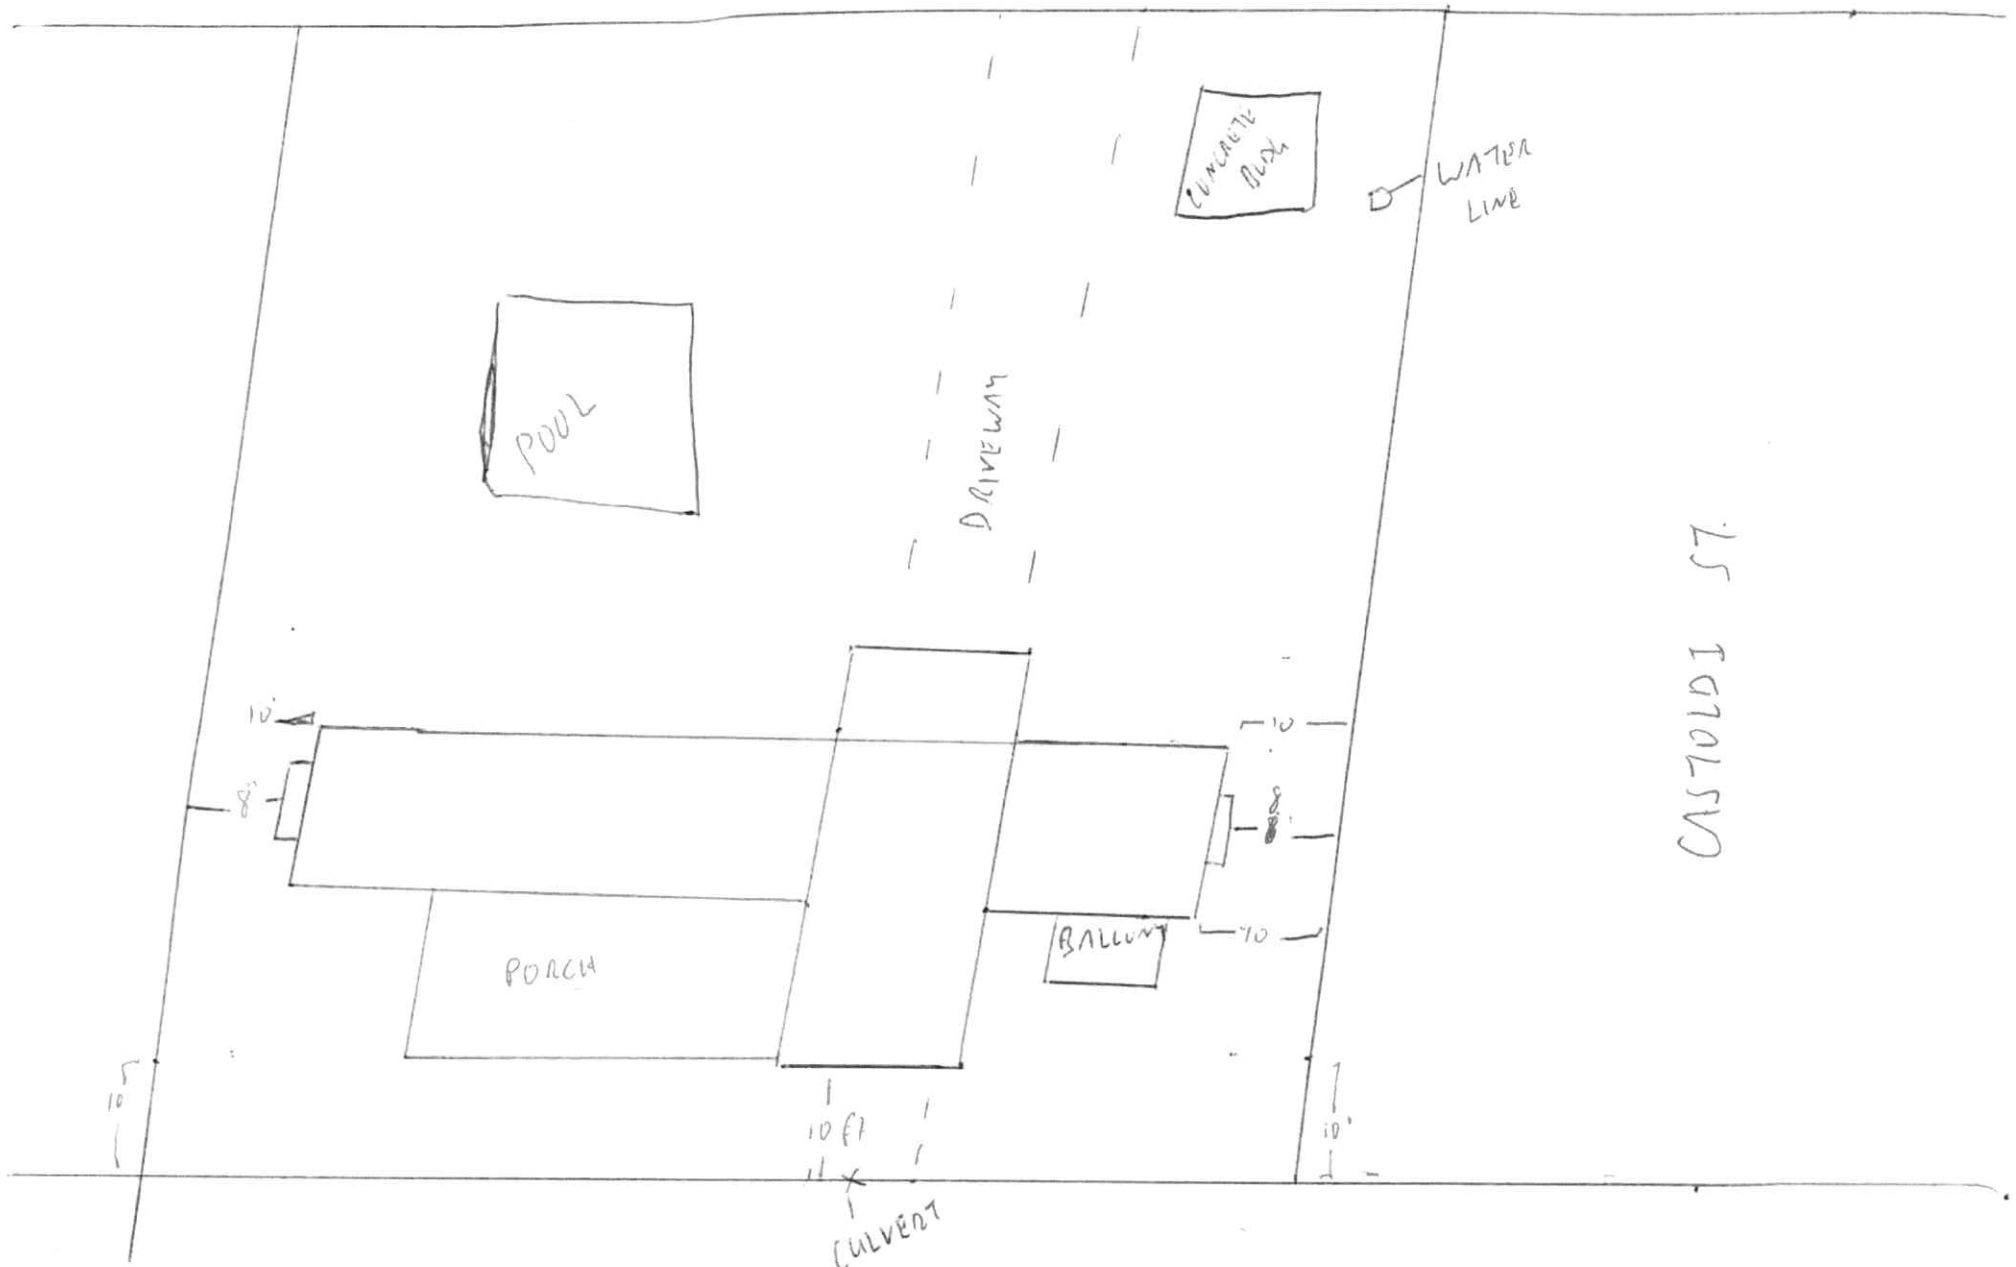 CONCRETE
BLDG
WATER
LINE
POOL
DRIVEWAY
CASTOLDI ST.
10'
10
8'
BALCONY
10
PORCH
10'
10 FT
10'
CULVERT